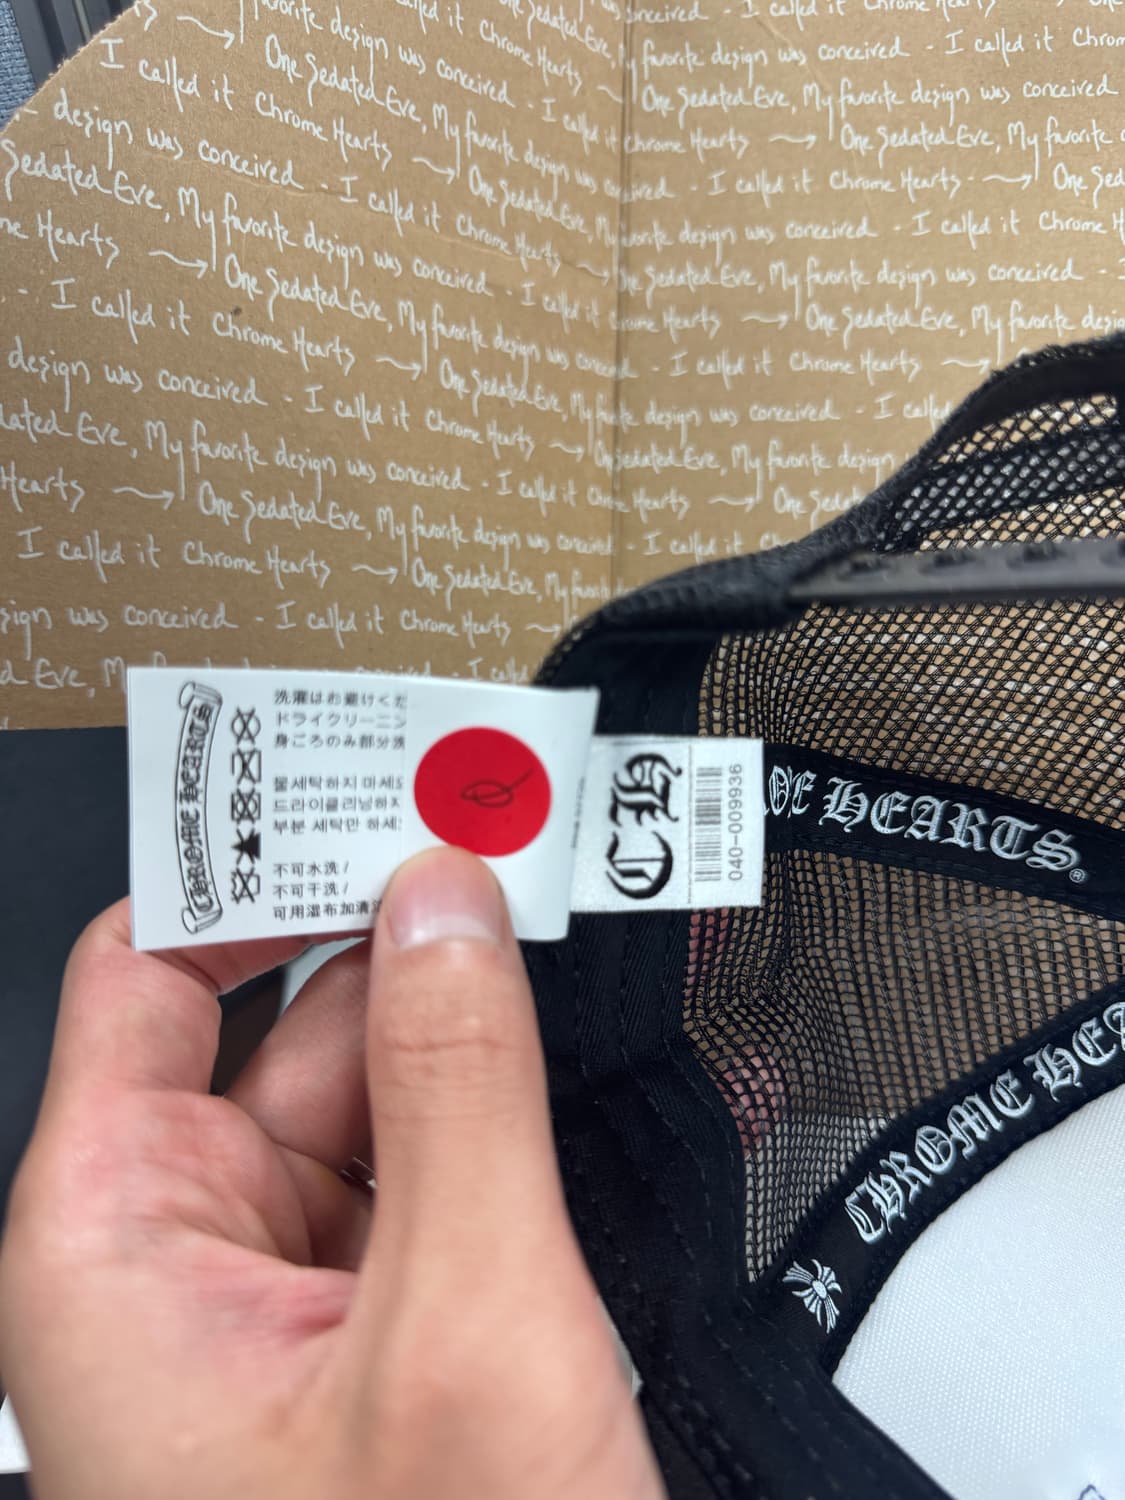 I called it Chrome Hearts
One Sedated Eve, My favorite design was conceived - I called it Chrome Hearts
One Sedated Eve, My favorite design was conceived
design was conceived - I called it Chrome Hearts
One Sedated Eve, My favorite
Sedated Eve, My favorite design was conceived - I called it Chrome Hearts
Hearts
One Sedated Eve, My favorite design was conceived
I called it Chrome Hearts
One Sedated Eve, My favorite design
design was conceived - I called it Chrome Hearts
Eve, My favorite design was conceived - I called it Chrome Hearts
Hearts
One Sedated Eve, My favorite design was conceived - I called
I called it Chrome Hearts
One Sedated Eve, My
was conceived - I called it Chrome Hearts
Eve,
CHROME HEARTS
洗濯はお避けくだ
ドライクリーニン
身ごろのみ部分洗
물세탁하지 마세요
드라이클리닝하지
부분 세탁만 하세
不可水洗 /
不可干洗 /
可用湿布加清
OLD
040-009936
HEARTS®
CHROME